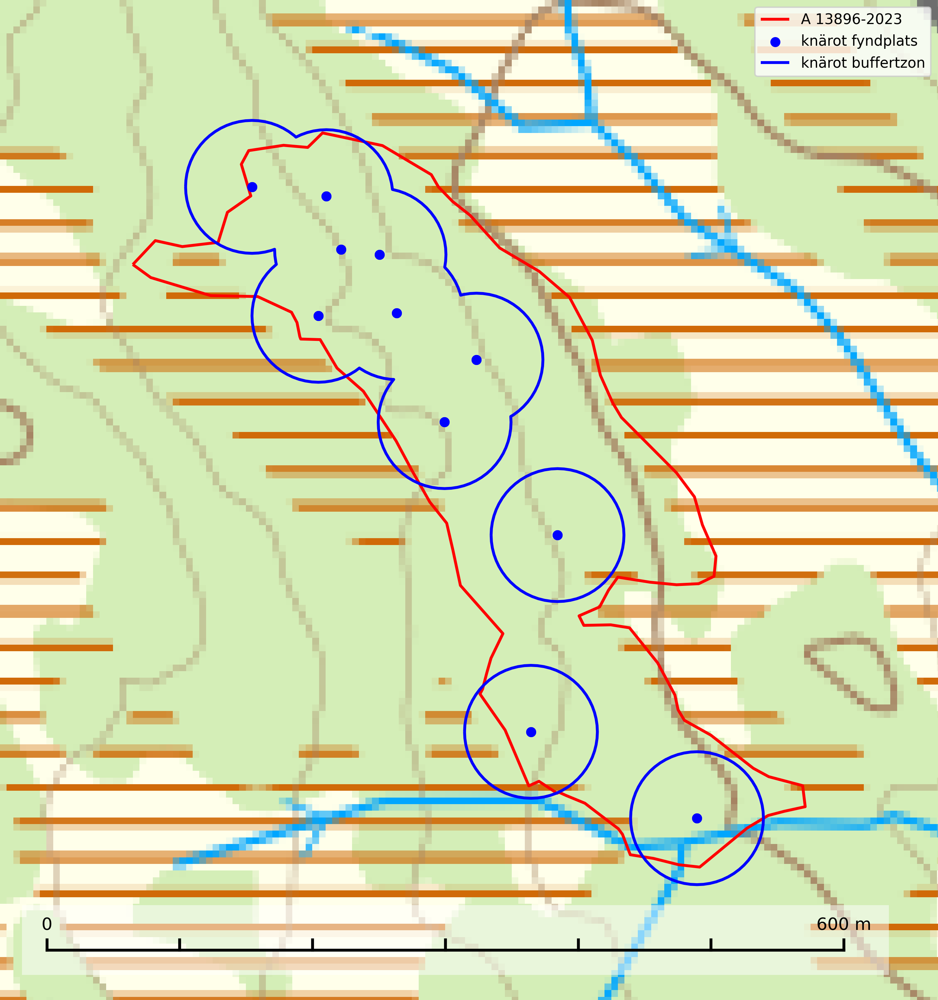 A 13896-2023
knärot fyndplats
knärot buffertzon
0 600 m